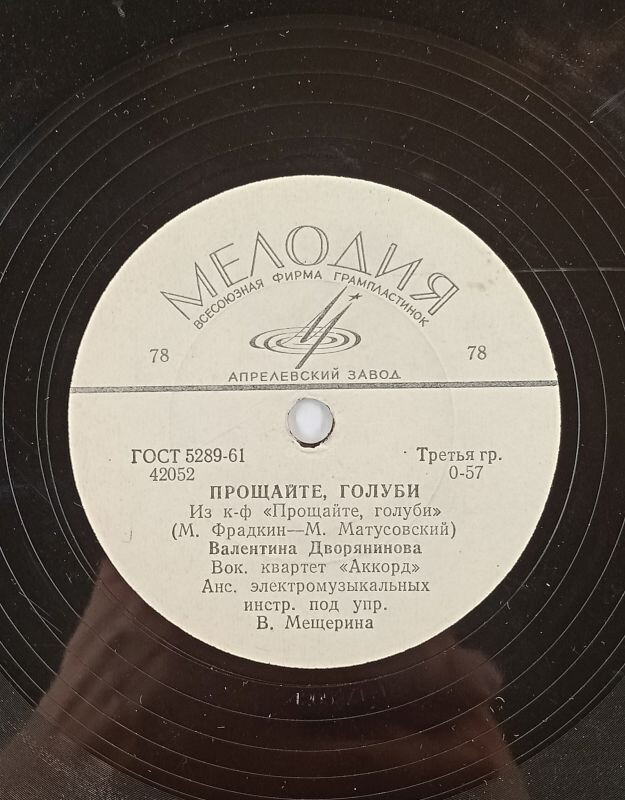 МЕЛОДИЯ
ВСЕСОЮЗНАЯ ФИРМА ГРАМПЛАСТИНОК
78 78
АПРЕЛЕВСКИЙ ЗАВОД
ГОСТ 5289-61 Третья гр.
42052 0-57
ПРОЩАЙТЕ, ГОЛУБИ
Из к-ф «Прощайте, голуби»
(М. Фрадкин—М. Матусовский)
Валентина Дворянинова
Вок. квартет «Аккорд»
Анс. электромузыкальных
инстр. под упр.
В. Мещерина